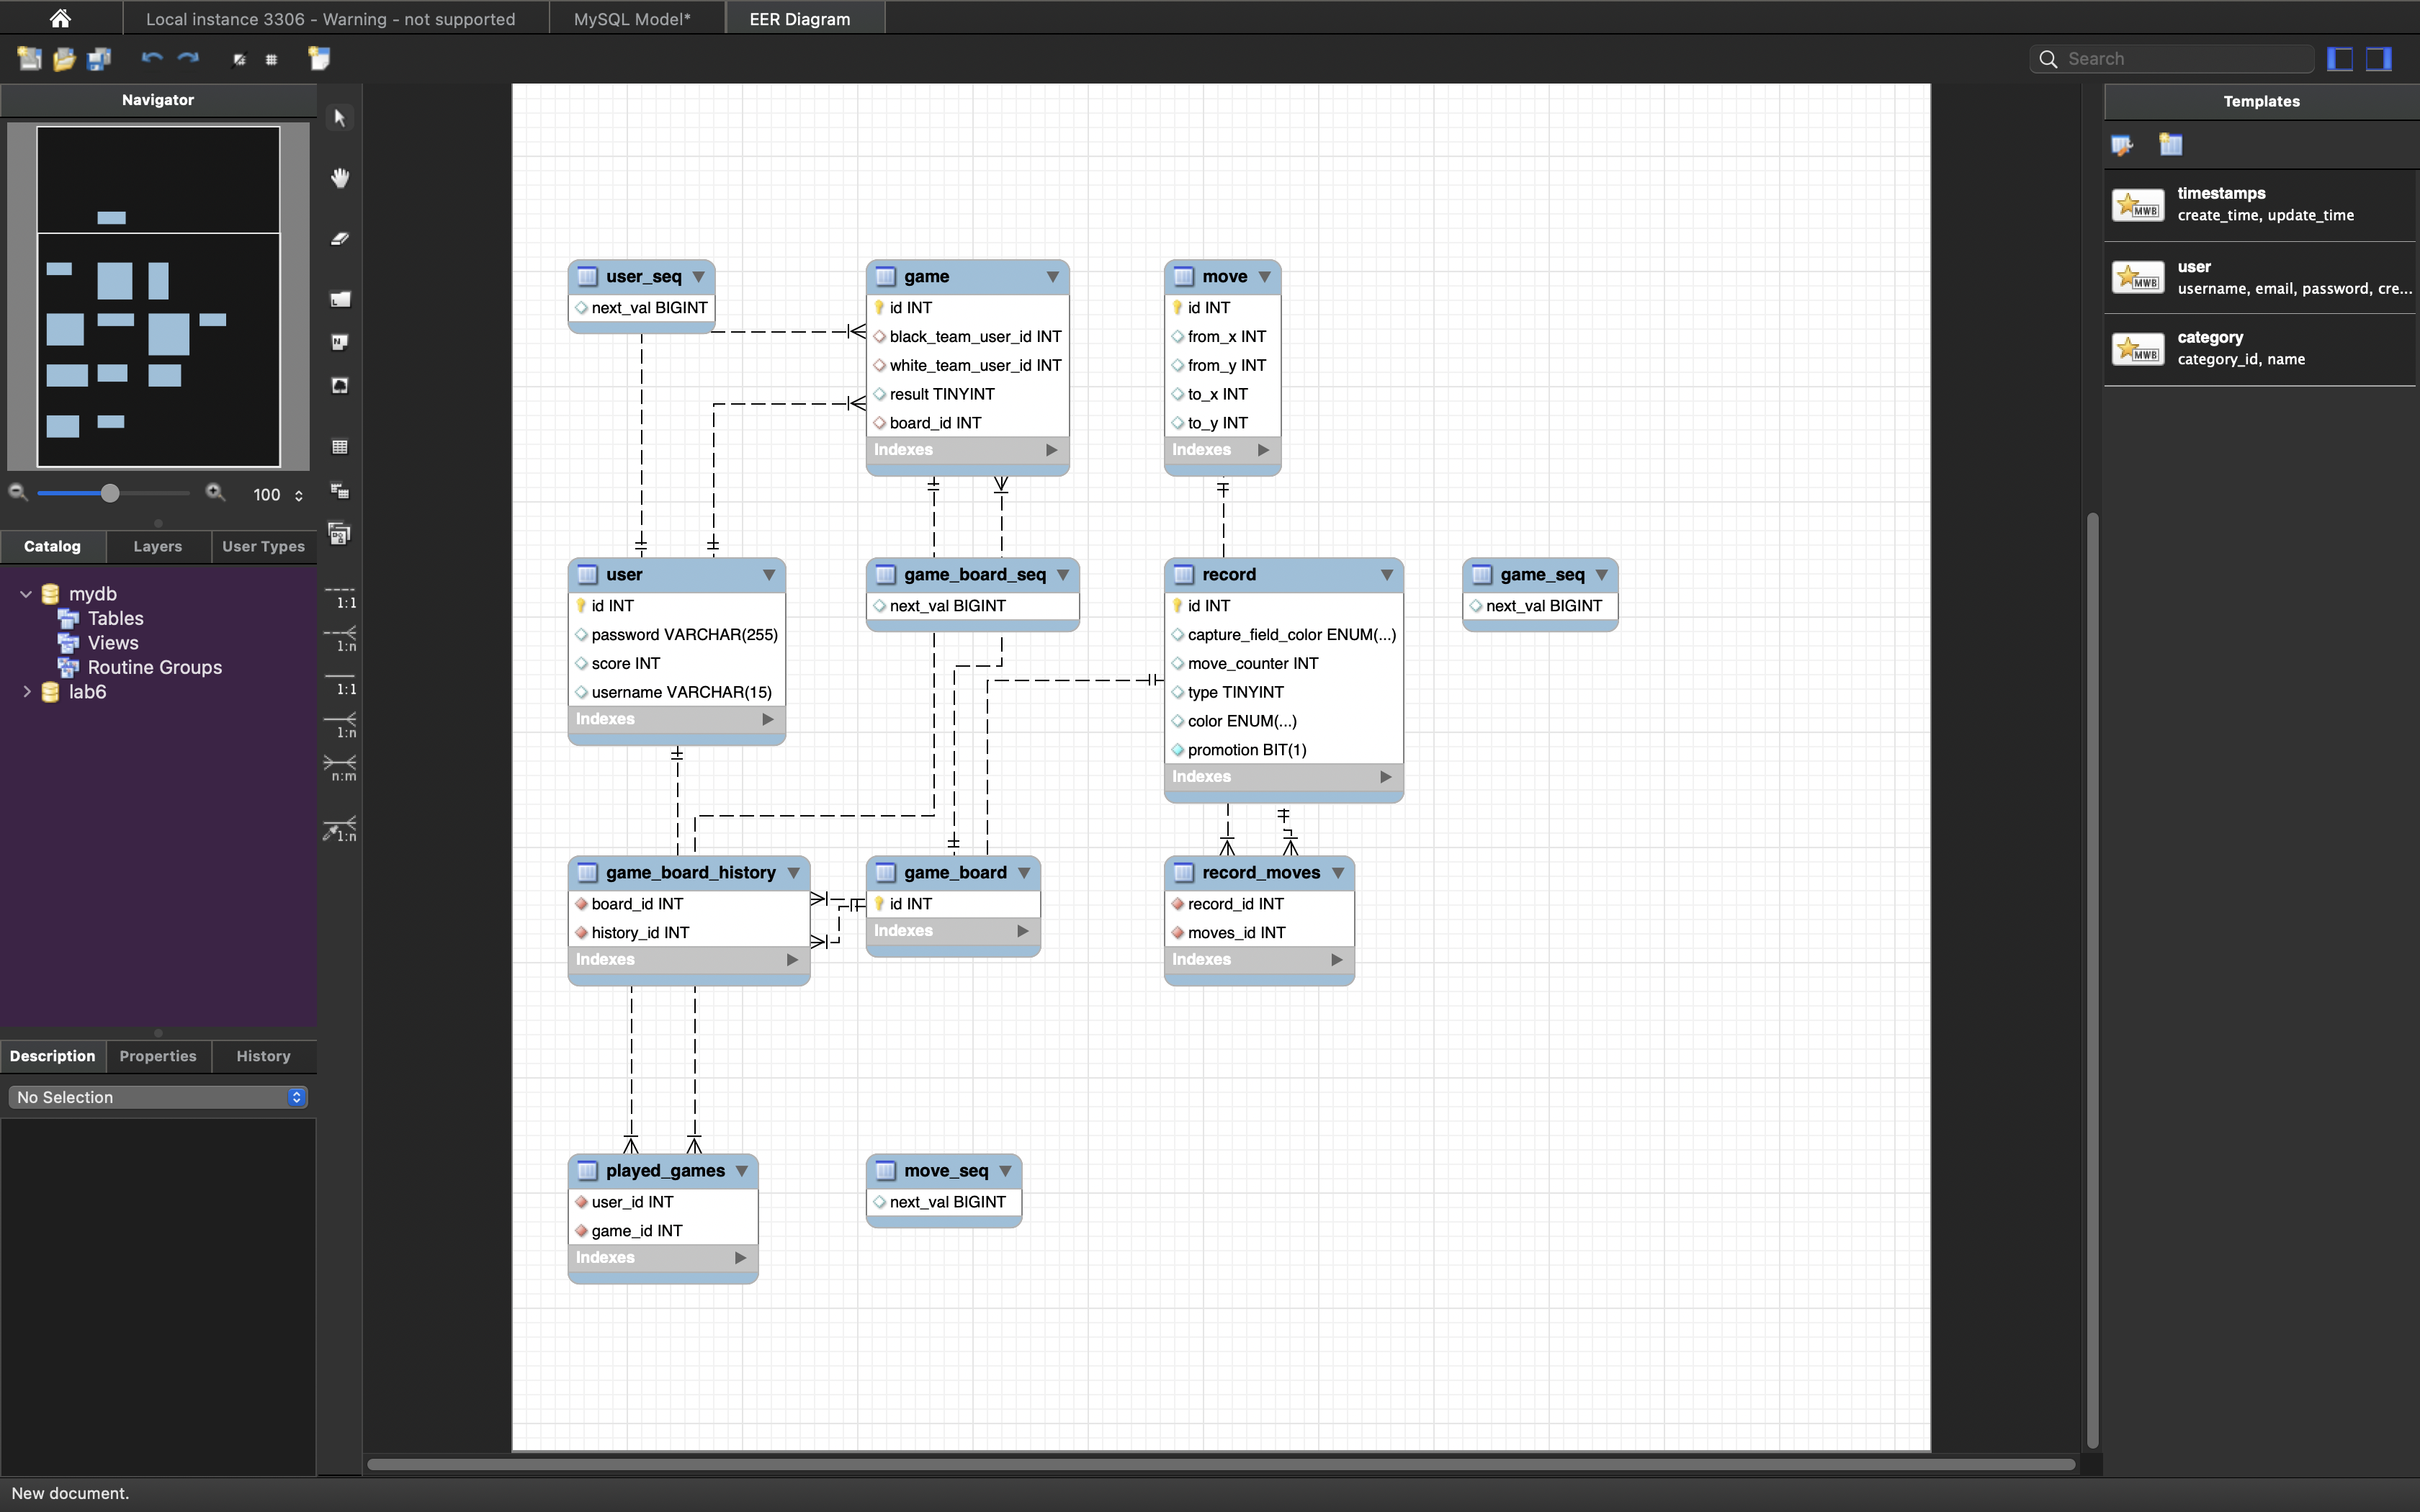 Local instance 3306 - Warning - not supported
MySQL Model*
EER Diagram
Search
Navigator
100
Catalog
Layers
User Types
mydb
Tables
Views
Routine Groups
lab6
Description
Properties
History
No Selection
1:1
1:n
1:1
1:n
n:m
1:n
user_seq
next_val BIGINT
game
id INT
black_team_user_id INT
white_team_user_id INT
result TINYINT
board_id INT
Indexes
move
id INT
from_x INT
from_y INT
to_x INT
to_y INT
Indexes
user
id INT
password VARCHAR(255)
score INT
username VARCHAR(15)
Indexes
game_board_seq
next_val BIGINT
record
id INT
capture_field_color ENUM(...)
move_counter INT
type TINYINT
color ENUM(...)
promotion BIT(1)
Indexes
game_seq
next_val BIGINT
game_board_history
board_id INT
history_id INT
Indexes
game_board
id INT
Indexes
record_moves
record_id INT
moves_id INT
Indexes
played_games
user_id INT
game_id INT
Indexes
move_seq
next_val BIGINT
Templates
MWB
timestamps
create_time, update_time
MWB
user
username, email, password, cre...
MWB
category
category_id, name
New document.